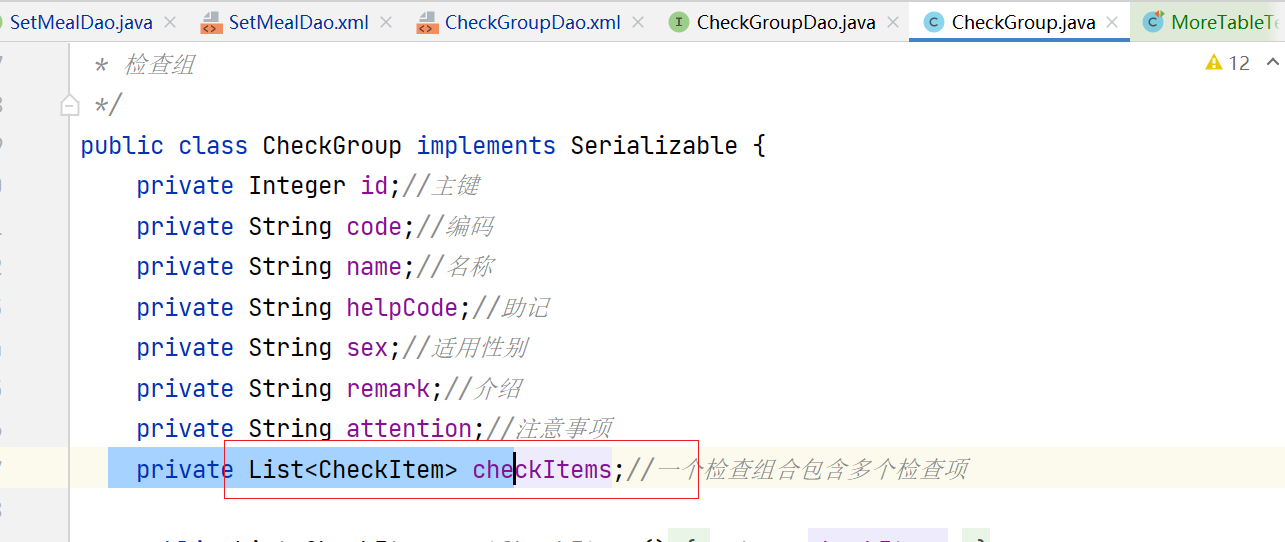 SetMealDao.java
SetMealDao.xml
CheckGroupDao.xml
CheckGroupDao.java
CheckGroup.java
MoreTableTe
* 检查组
12
*/
public class CheckGroup implements Serializable {
private Integer id;//主键
private String code;//编码
private String name;//名称
private String helpCode;//助记
private String sex;//适用性别
private String remark;//介绍
private String attention;//注意事项
private List<CheckItem> checkItems;//一个检查组合包含多个检查项